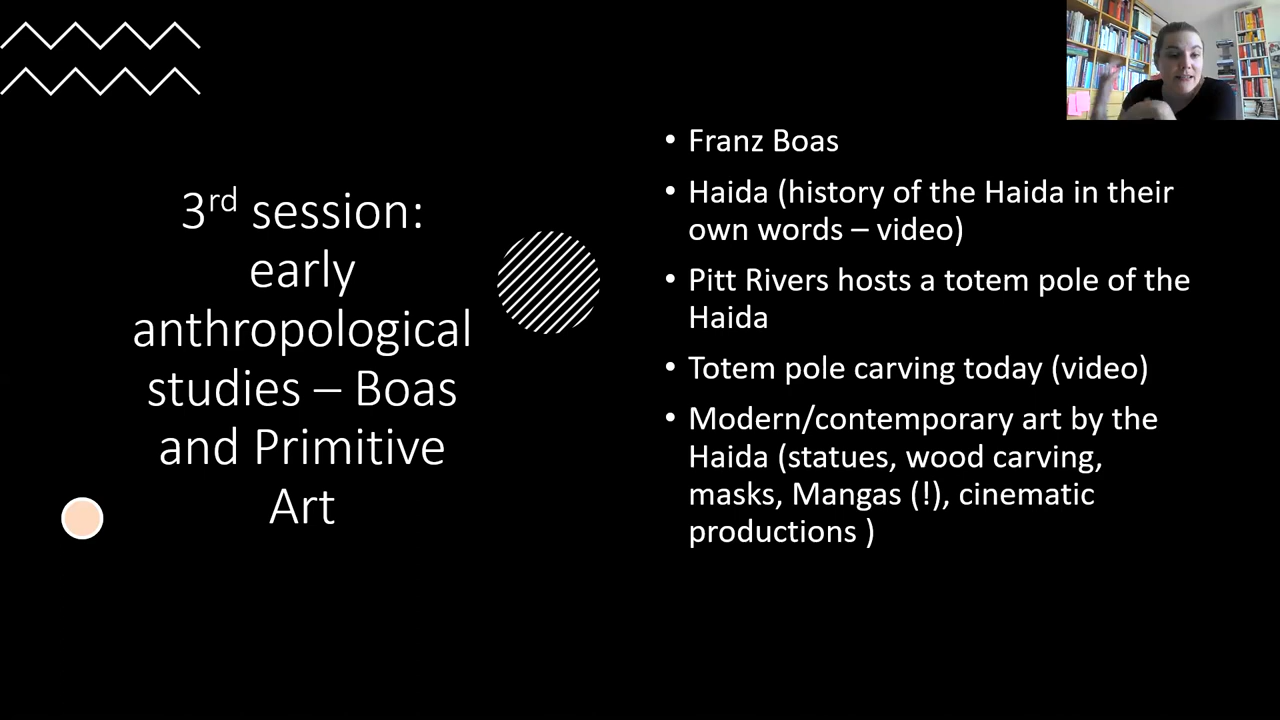 3rd session:
early
anthropological
studies – Boas
and Primitive
Art
• Franz Boas
• Haida (history of the Haida in their
own words – video)
• Pitt Rivers hosts a totem pole of the
Haida
• Totem pole carving today (video)
• Modern/contemporary art by the
Haida (statues, wood carving,
masks, Mangas (!), cinematic
productions )